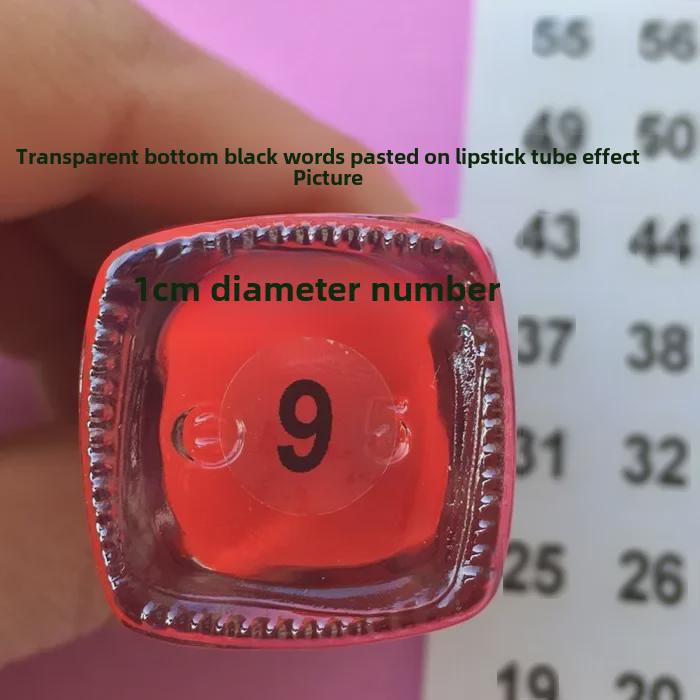 55 56
49 50
Transparent bottom black words pasted on lipstick tube effect
Picture
43 44
1cm diameter number
37 38
9
31 32
25 26
19 20